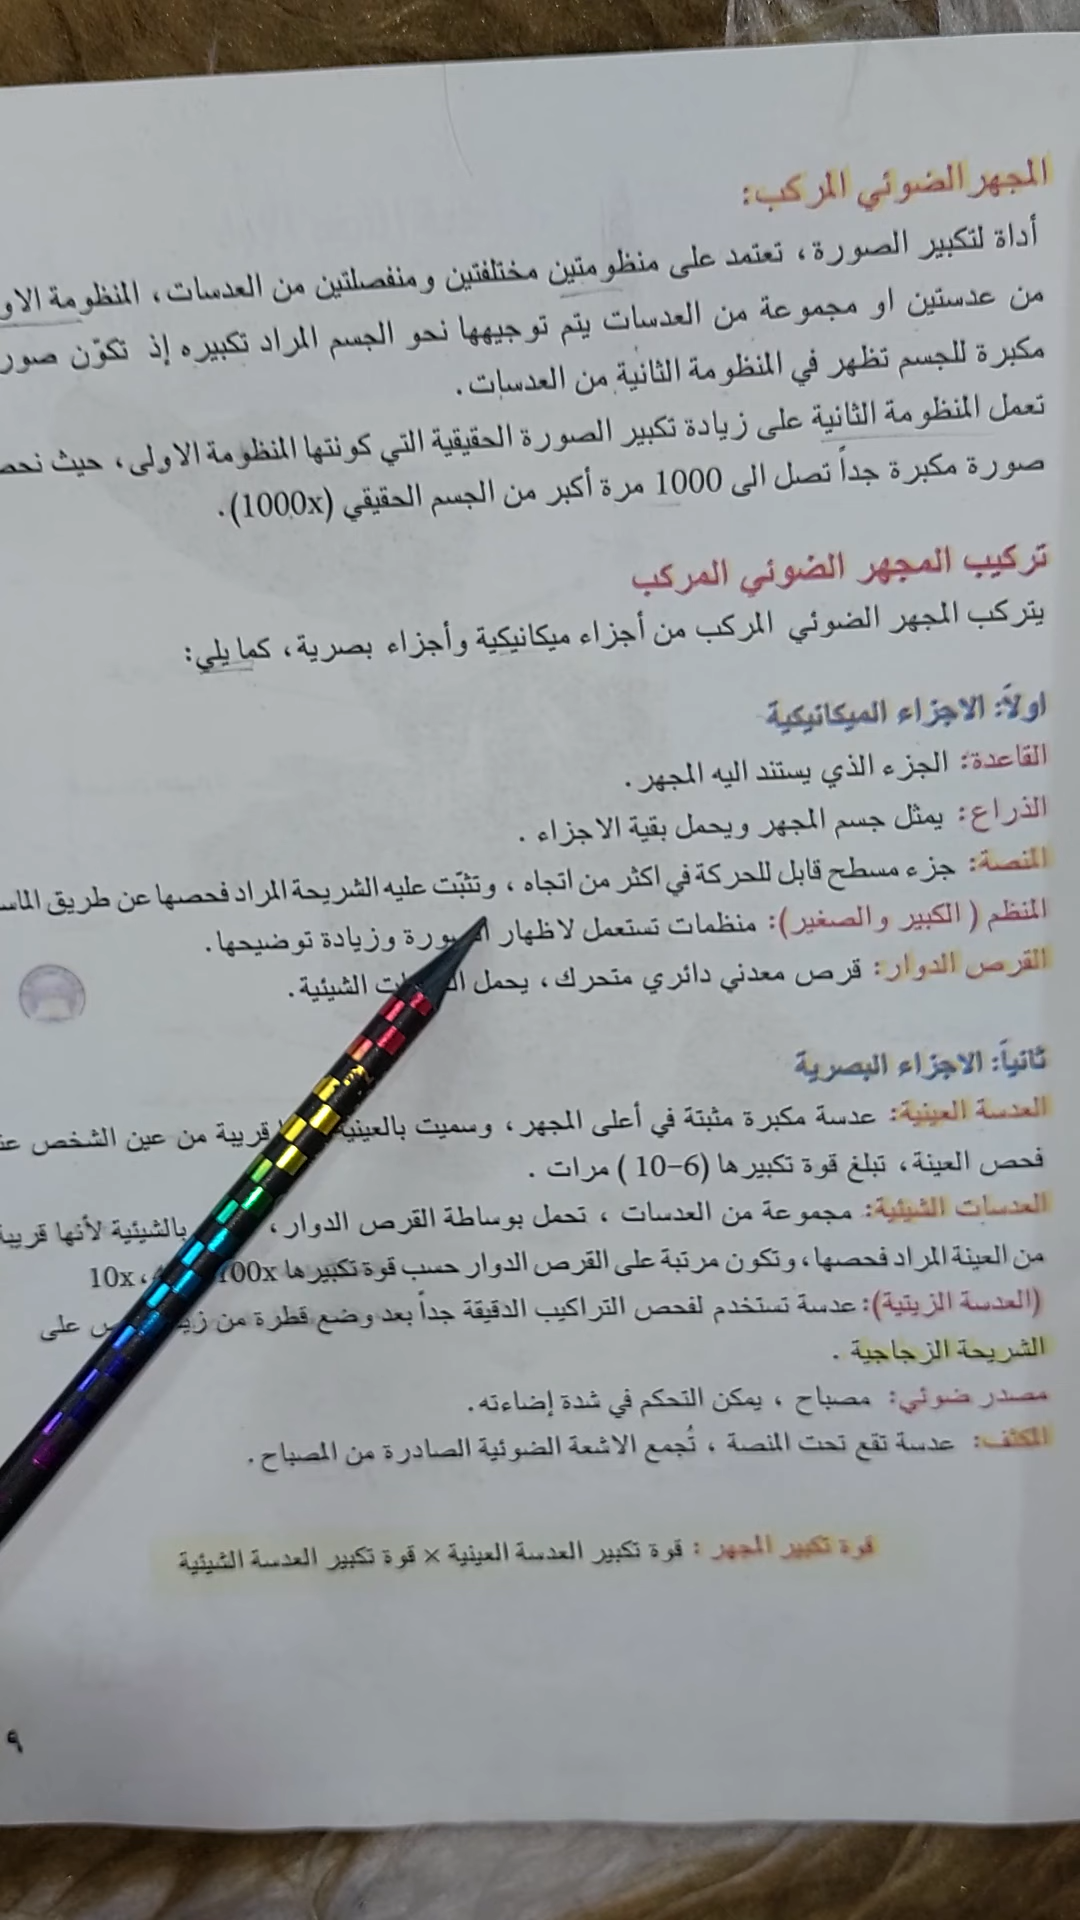 المجهر الضوئي المركب:
أداة لتكبير الصورة، تعتمد على منظومتين مختلفتين ومنفصلتين من العدسات، المنظومة
من عدستين او مجموعة من العدسات يتم توجيهها نحو الجسم المراد تكبيره إذ تكوّن
مكبرة للجسم تظهر في المنظومة الثانية من العدسات.
تعمل المنظومة الثانية على زيادة تكبير الصورة الحقيقية التي كونتها المنظومة الاولى، حيث
صورة مكبرة جداً تصل الى 1000 مرة أكبر من الجسم الحقيقي (1000x).
تركيب المجهر الضوئي المركب
يتركب المجهر الضوئي المركب من أجزاء ميكانيكية وأجزاء بصرية، كما يلي:
اولاً: الاجزاء الميكانيكية
القاعدة: الجزء الذي يستند اليه المجهر.
الذراع: يمثل جسم المجهر ويحمل بقية الاجزاء.
المنصة: جزء مسطح قابل للحركة في اكثر من اتجاه، وتثبّت عليه الشريحة المراد فحصها عن طريق
المنظم (الكبير والصغير): منظمات تستعمل لاظهار وزيادة توضيحها.
القرص الدوار: قرص معدني دائري متحرك، يحمل الشيئية.
ثانياً: الاجزاء البصرية
العدسة العينية: عدسة مكبرة مثبتة في أعلى المجهر، وسميت بالعينية قريبة من عين الشخص
فحص العينة، تبلغ قوة تكبيرها (6-10) مرات.
العدسات الشيئية: مجموعة من العدسات، تحمل بوساطة القرص الدوار، بالشيئية لأنها
من العينة المراد فحصها، وتكون مرتبة على القرص الدوار حسب قوة تكبيرها 10x، 100x
(العدسة الزيتية): عدسة تستخدم لفحص التراكيب الدقيقة جداً بعد وضع قطرة من على
الشريحة الزجاجية.
مصدر ضوئي: مصباح، يمكن التحكم في شدة إضاءته.
المكثف: عدسة تقع تحت المنصة، تُجمع الاشعة الضوئية الصادرة من المصباح.
قوة تكبير المجهر: قوة تكبير العدسة العينية × قوة تكبير العدسة الشيئية
٩